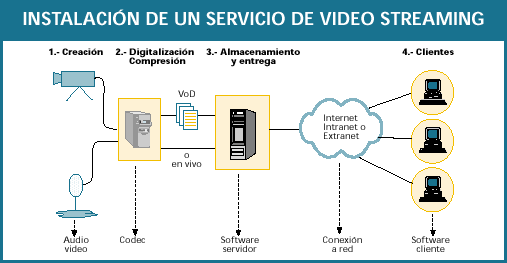 INSTALACIÓN DE UN SERVICIO DE VIDEO STREAMING
1.- Creación
2.- Digitalización
Compresión
3.- Almacenamiento
y entrega
4.- Clientes
VoD
o
en vivo
Internet
Intranet o
Extranet
Audio
video
Codec
Software
servidor
Conexión
a red
Software
cliente